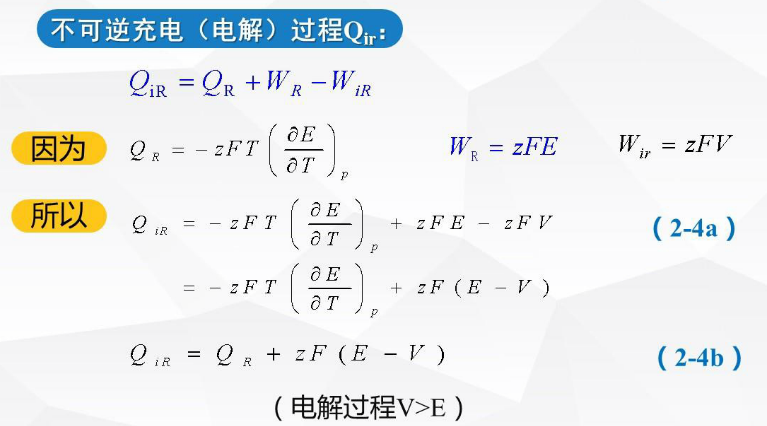 不可逆充电（电解）过程Qir：
QiR = QR + WR − WiR
因为 QR = − zFT (∂E/∂T)p WR = zFE Wir = zFV
所以 QiR = − zFT (∂E/∂T)p + zFE − zFV （2-4a）
= − zFT (∂E/∂T)p + zF (E − V)
QiR = QR + zF (E − V) （2-4b）
（电解过程V>E）